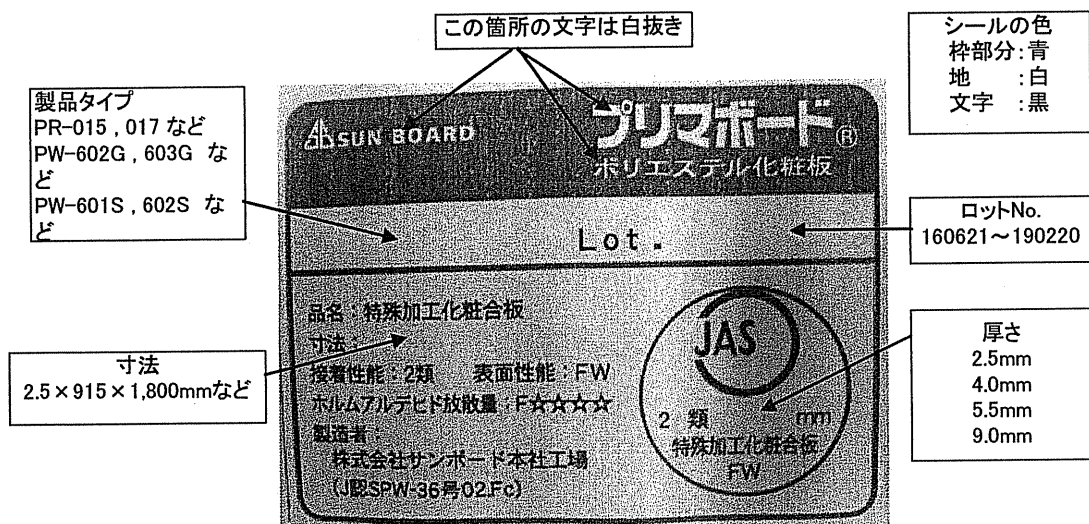 この箇所の文字は白抜き
シールの色
枠部分:青
地　　:白
文字　:黒
製品タイプ
PR-015 , 017 など
PW-602G , 603G な
ど
PW-601S , 602S な
ど
SUN BOARD
プリマボード®
ポリエステル化粧板
Lot.
ロットNo.
160621～190220
品名：特殊加工化粧合板
寸法：
接着性能：2類　表面性能：FW
ホルムアルデヒド放散量：F☆☆☆☆
製造者：
株式会社サンボード本社工場
(J認SPW-36号02.Fc)
JAS
2 類　mm
特殊加工化粧合板
FW
寸法
2.5×915×1,800mmなど
厚さ
2.5mm
4.0mm
5.5mm
9.0mm